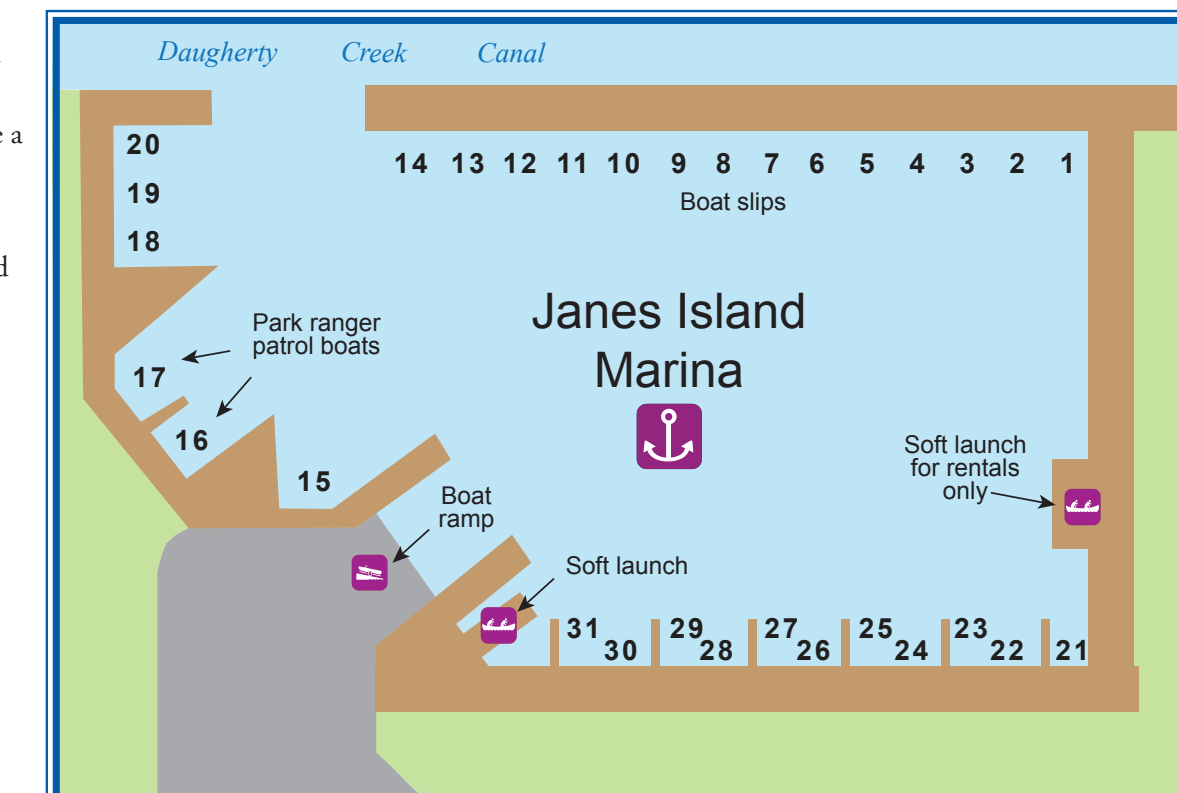 Daugherty Creek Canal
e a
d
20
19
18
14 13 12 11 10 9 8 7 6 5 4 3 2 1
Boat slips
Janes Island
Marina
Park ranger
patrol boats
17
16
15
Boat
ramp
Soft launch
Soft launch
for rentals
only
31 29 27 25 23
30 28 26 24 22 21